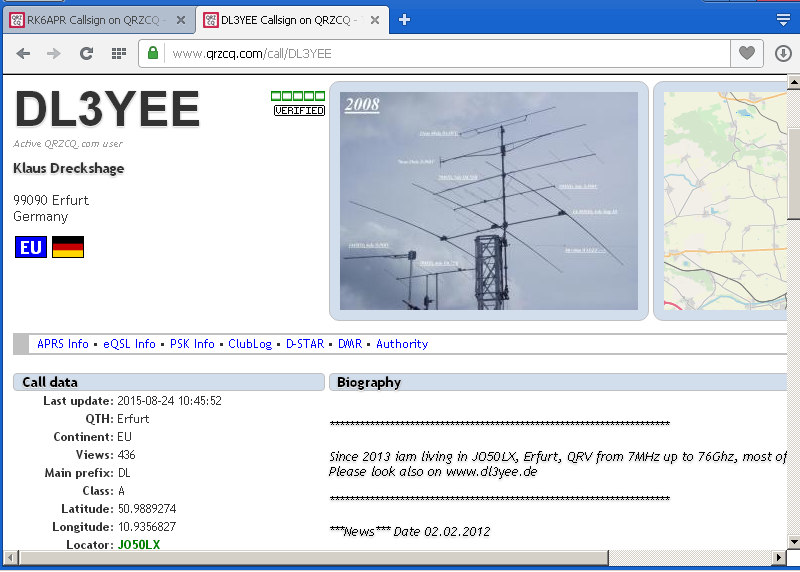 RK6APR Callsign on QRZCQ -
DL3YEE Callsign on QRZCQ -
www.qrzcq.com/call/DL3YEE
DL3YEE
VERIFIED
Active QRZCQ.com user
Klaus Dreckshage
99090 Erfurt
Germany
EU
2008
APRS Info • eQSL Info • PSK Info • ClubLog • D-STAR • DMR • Authority
Call data
Last update: 2015-08-24 10:45:52
QTH: Erfurt
Continent: EU
Views: 436
Main prefix: DL
Class: A
Latitude: 50.9889274
Longitude: 10.9356827
Locator: JO50LX
Biography
********************************************************************
Since 2013 iam living in JO50LX, Erfurt, QRV from 7MHz up to 76Ghz, most of
Please look also on www.dl3yee.de
********************************************************************
***News*** Date 02.02.2012